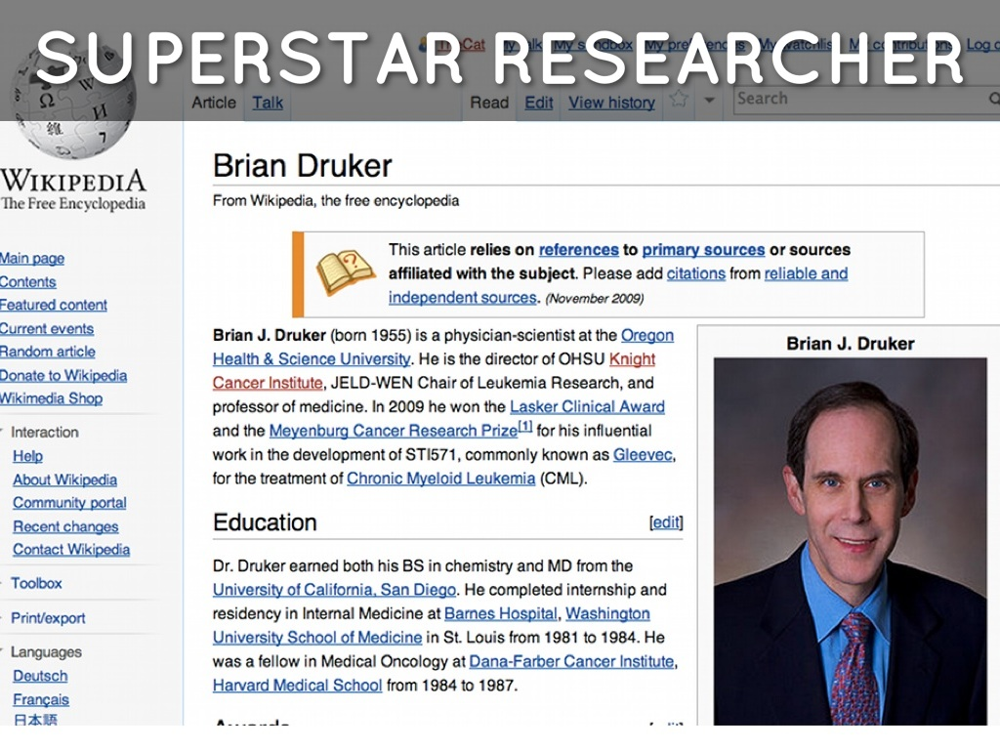 SUPERSTAR RESEARCHER
TheCat My talk My sandbox My preferences My watchlist My contributions Log
Article Talk Read Edit View history Search
WIKIPEDIA
The Free Encyclopedia
Main page
Contents
Featured content
Current events
Random article
Donate to Wikipedia
Wikimedia Shop
Interaction
Help
About Wikipedia
Community portal
Recent changes
Contact Wikipedia
Toolbox
Print/export
Languages
Deutsch
Français
日本語
Brian Druker
From Wikipedia, the free encyclopedia
This article relies on references to primary sources or sources
affiliated with the subject. Please add citations from reliable and
independent sources. (November 2009)
Brian J. Druker (born 1955) is a physician-scientist at the Oregon
Health & Science University. He is the director of OHSU Knight
Cancer Institute, JELD-WEN Chair of Leukemia Research, and
professor of medicine. In 2009 he won the Lasker Clinical Award
and the Meyenburg Cancer Research Prize[1] for his influential
work in the development of STI571, commonly known as Gleevec,
for the treatment of Chronic Myeloid Leukemia (CML).
Education [edit]
Dr. Druker earned both his BS in chemistry and MD from the
University of California, San Diego. He completed internship and
residency in Internal Medicine at Barnes Hospital, Washington
University School of Medicine in St. Louis from 1981 to 1984. He
was a fellow in Medical Oncology at Dana-Farber Cancer Institute,
Harvard Medical School from 1984 to 1987.
Brian J. Druker